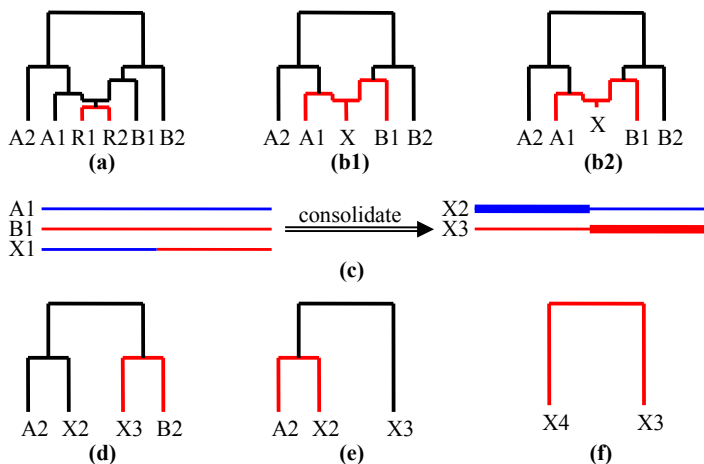 A2 A1 R1 R2 B1 B2
(a)
A2 A1 X B1 B2
(b1)
A2 A1 X B1 B2
(b2)
A1
B1
X1
consolidate
X2
X3
(c)
A2 X2 X3 B2
(d)
A2 X2 X3
(e)
X4 X3
(f)